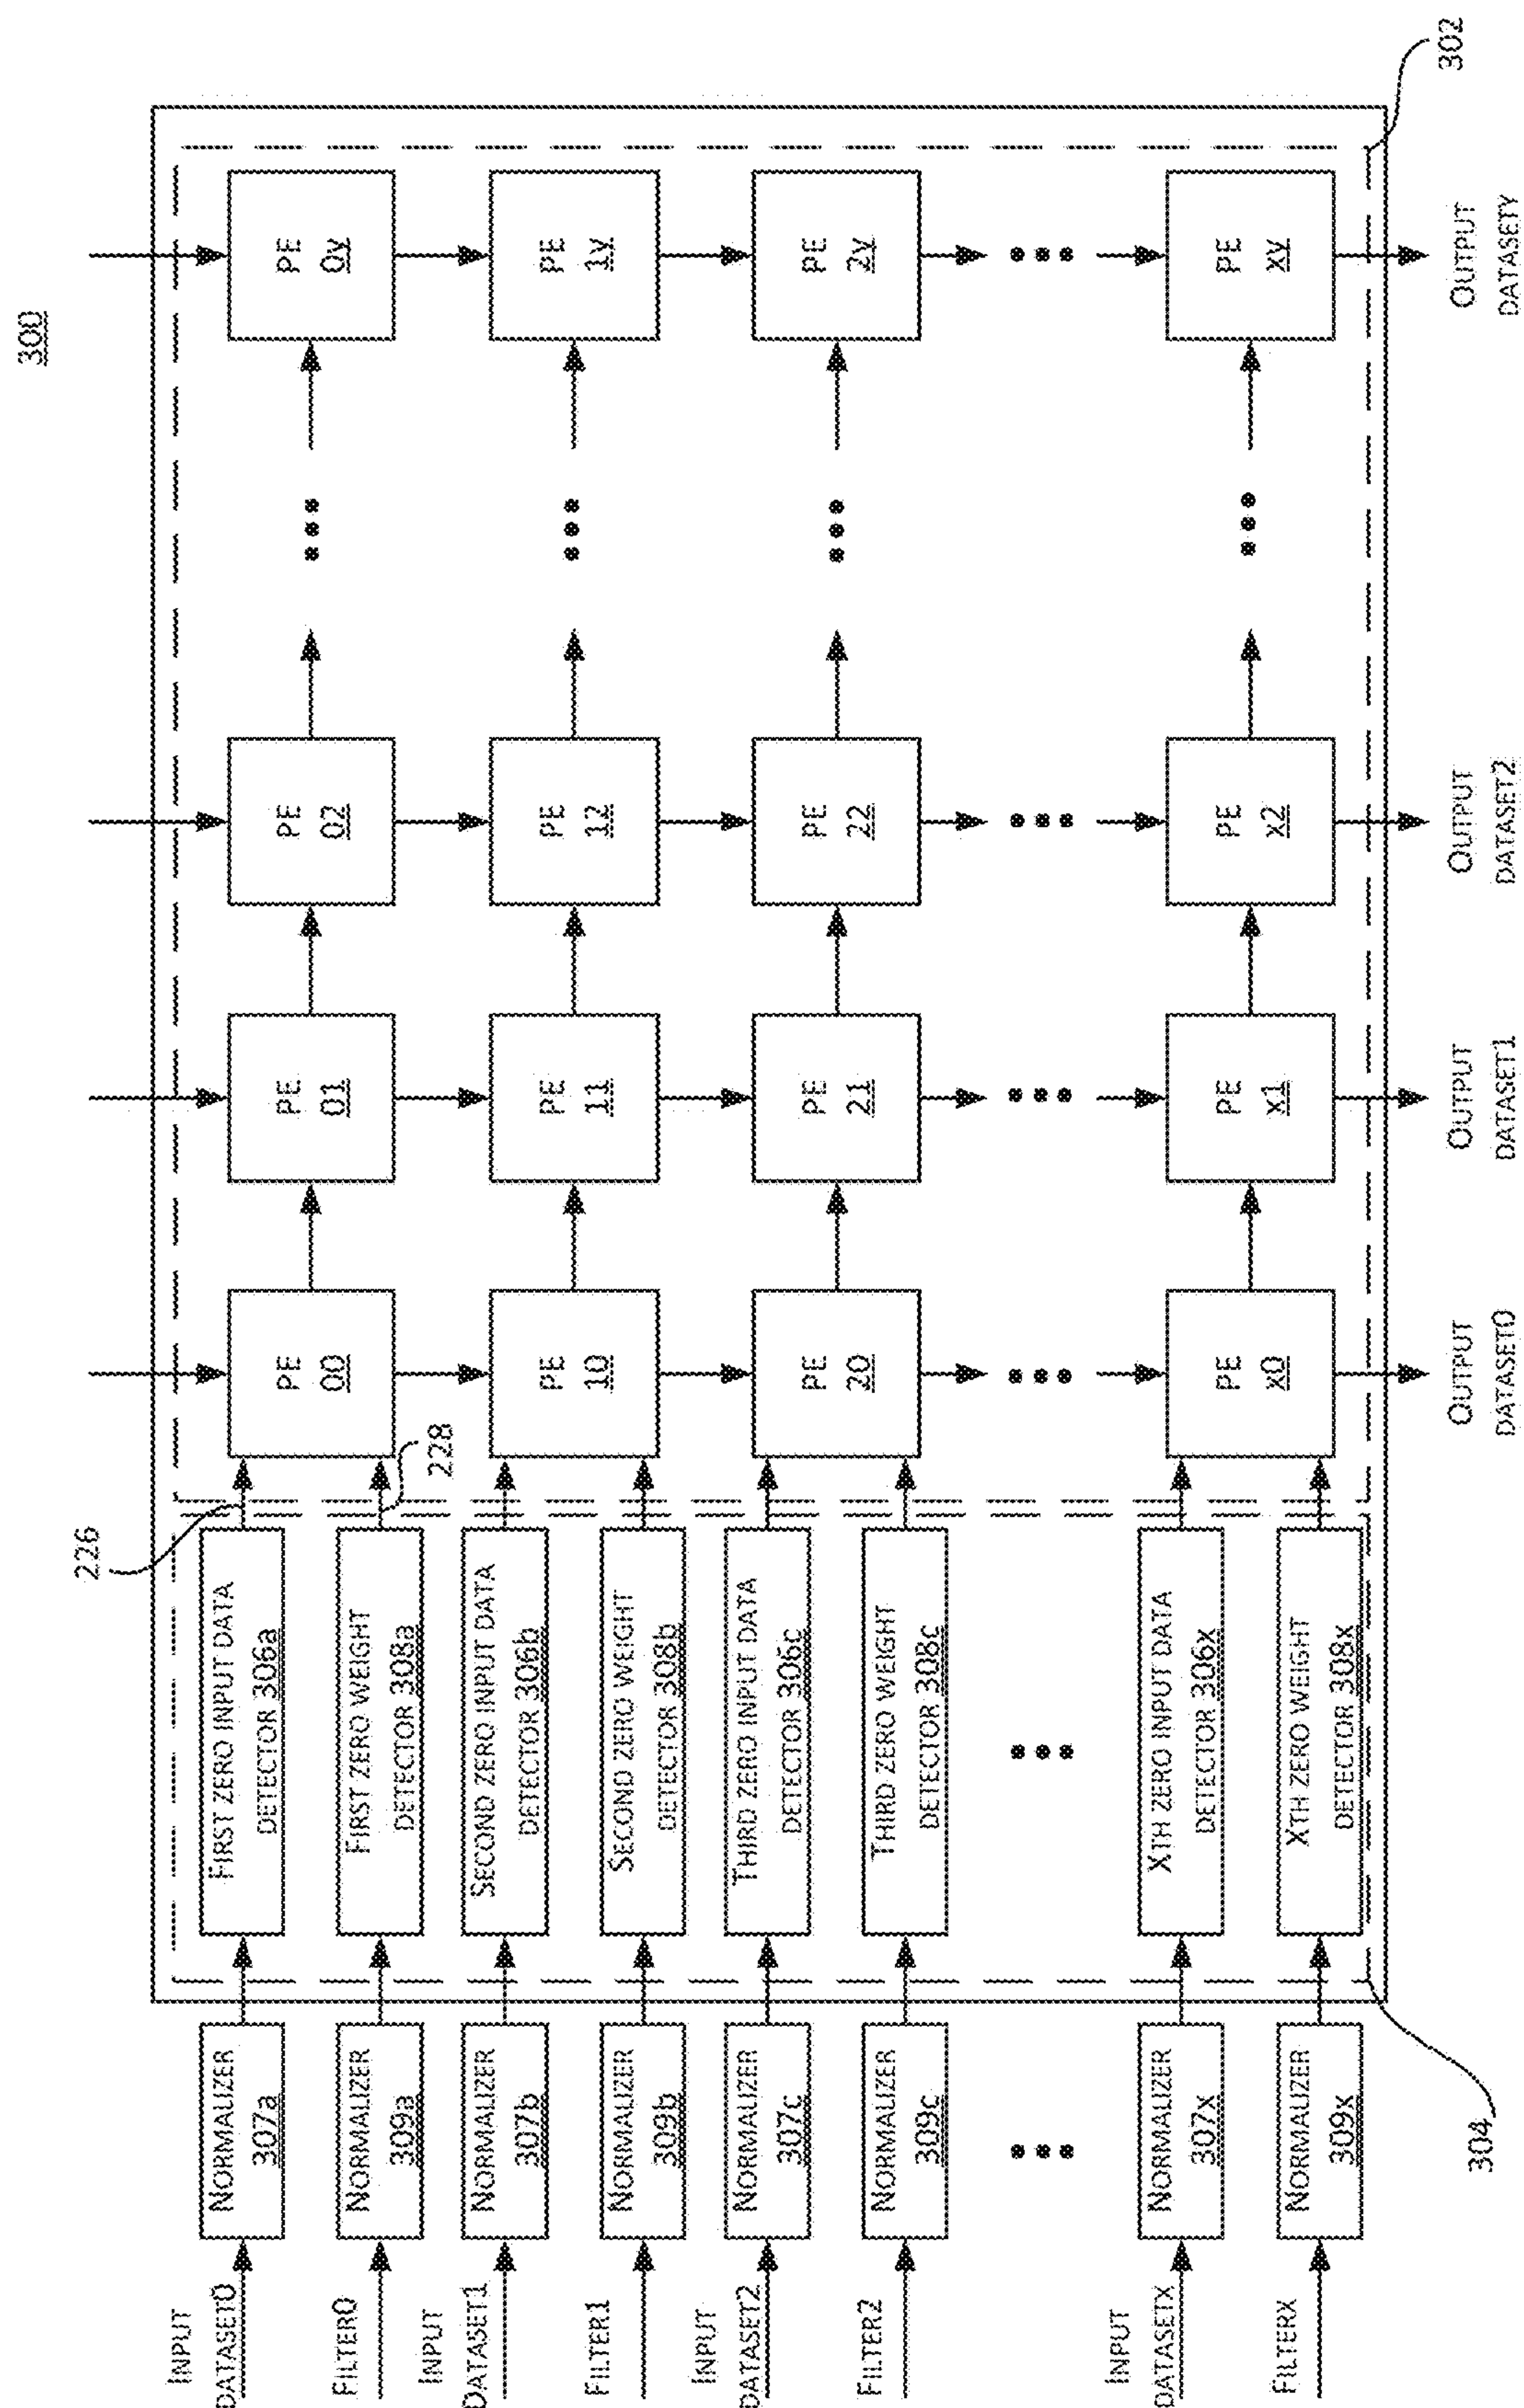 300
INPUT
DATASET0
NORMALIZER
307a
FIRST ZERO INPUT DATA
DETECTOR 306a
226
PE
00
PE
01
PE
02
PE
0y
FILTER0
NORMALIZER
309a
FIRST ZERO WEIGHT
DETECTOR 308a
228
INPUT
DATASET1
NORMALIZER
307b
SECOND ZERO INPUT DATA
DETECTOR 306b
PE
10
PE
11
PE
12
PE
1y
FILTER1
NORMALIZER
309b
SECOND ZERO WEIGHT
DETECTOR 308b
INPUT
DATASET2
NORMALIZER
307c
THIRD ZERO INPUT DATA
DETECTOR 306c
PE
20
PE
21
PE
22
PE
2y
FILTER2
NORMALIZER
309c
THIRD ZERO WEIGHT
DETECTOR 308c
INPUT
DATASETX
NORMALIZER
307x
XTH ZERO INPUT DATA
DETECTOR 306x
PE
x0
PE
x1
PE
x2
PE
xy
FILTERX
NORMALIZER
309x
XTH ZERO WEIGHT
DETECTOR 308x
304
OUTPUT
DATASET0
OUTPUT
DATASET1
OUTPUT
DATASET2
OUTPUT
DATASETY
302